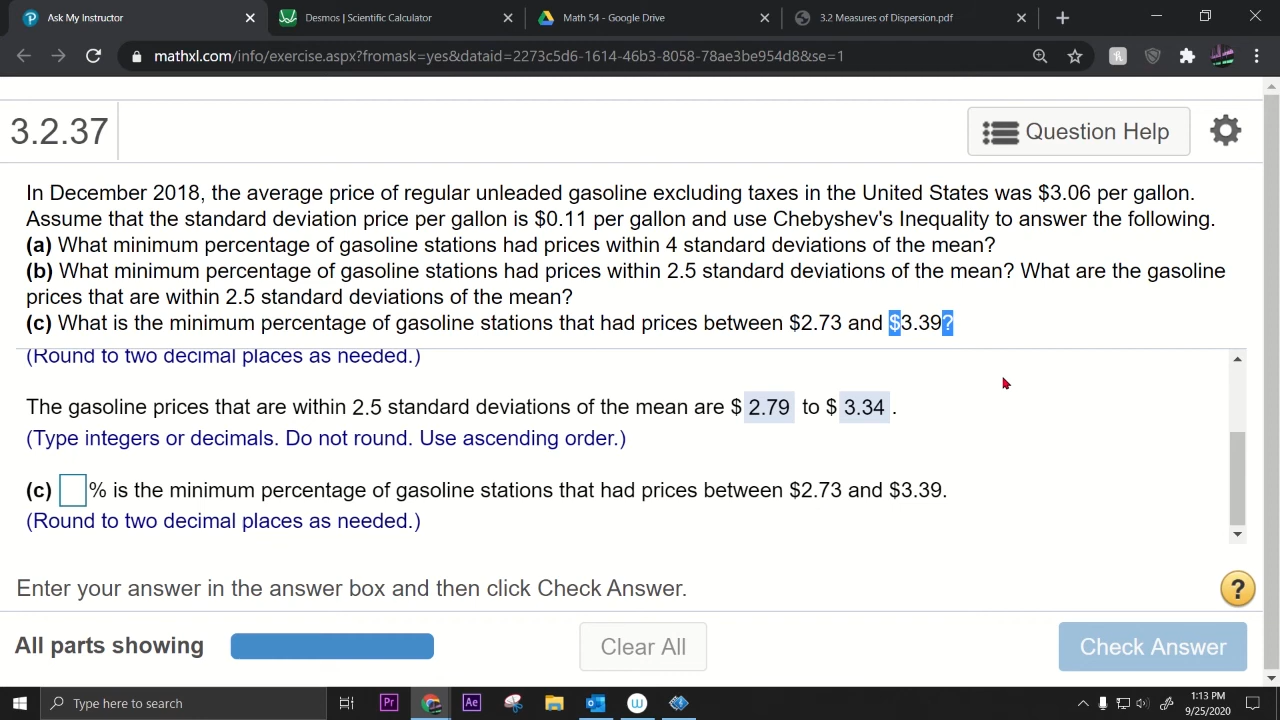 Ask My Instructor
Desmos | Scientific Calculator
Math 54 - Google Drive
3.2 Measures of Dispersion.pdf
mathxl.com/info/exercise.aspx?fromask=yes&dataid=2273c5d6-1614-46b3-8058-78ae3be954d8&se=1
3.2.37
Question Help
In December 2018, the average price of regular unleaded gasoline excluding taxes in the United States was $3.06 per gallon.
Assume that the standard deviation price per gallon is $0.11 per gallon and use Chebyshev's Inequality to answer the following.
(a) What minimum percentage of gasoline stations had prices within 4 standard deviations of the mean?
(b) What minimum percentage of gasoline stations had prices within 2.5 standard deviations of the mean? What are the gasoline
prices that are within 2.5 standard deviations of the mean?
(c) What is the minimum percentage of gasoline stations that had prices between $2.73 and $3.39?
(Round to two decimal places as needed.)
The gasoline prices that are within 2.5 standard deviations of the mean are $ 2.79 to $ 3.34 .
(Type integers or decimals. Do not round. Use ascending order.)
(c) % is the minimum percentage of gasoline stations that had prices between $2.73 and $3.39.
(Round to two decimal places as needed.)
Enter your answer in the answer box and then click Check Answer.
?
All parts showing
Clear All
Check Answer
Type here to search
Pr
Ae
W
1:13 PM
9/25/2020